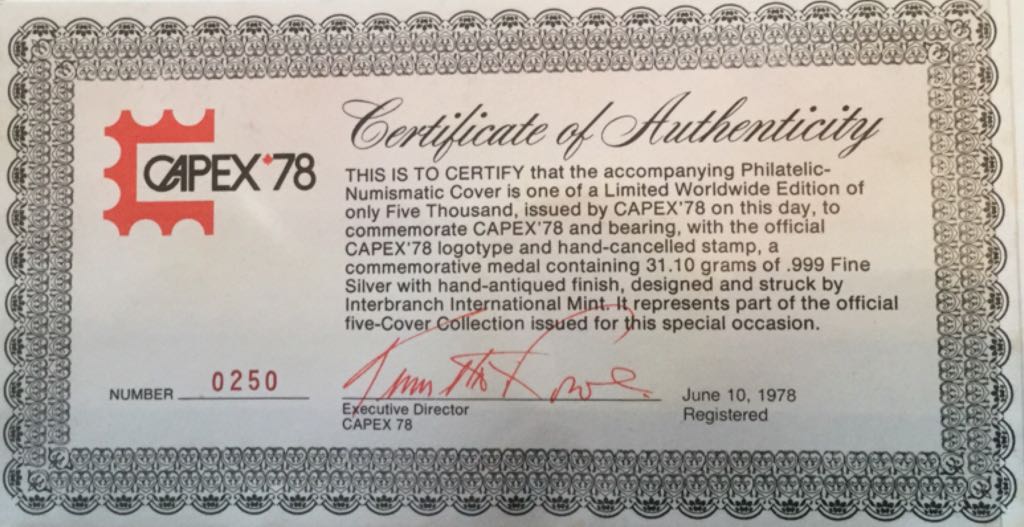 CAPEX'78
Certificate of Authenticity
THIS IS TO CERTIFY that the accompanying Philatelic-
Numismatic Cover is one of a Limited Worldwide Edition of
only Five Thousand, issued by CAPEX'78 on this day, to
commemorate CAPEX'78 and bearing, with the official
CAPEX'78 logotype and hand-cancelled stamp, a
commemorative medal containing 31.10 grams of .999 Fine
Silver with hand-antiqued finish, designed and struck by
Interbranch International Mint. It represents part of the official
five-Cover Collection issued for this special occasion.
NUMBER 0250
Executive Director
CAPEX 78
June 10, 1978
Registered